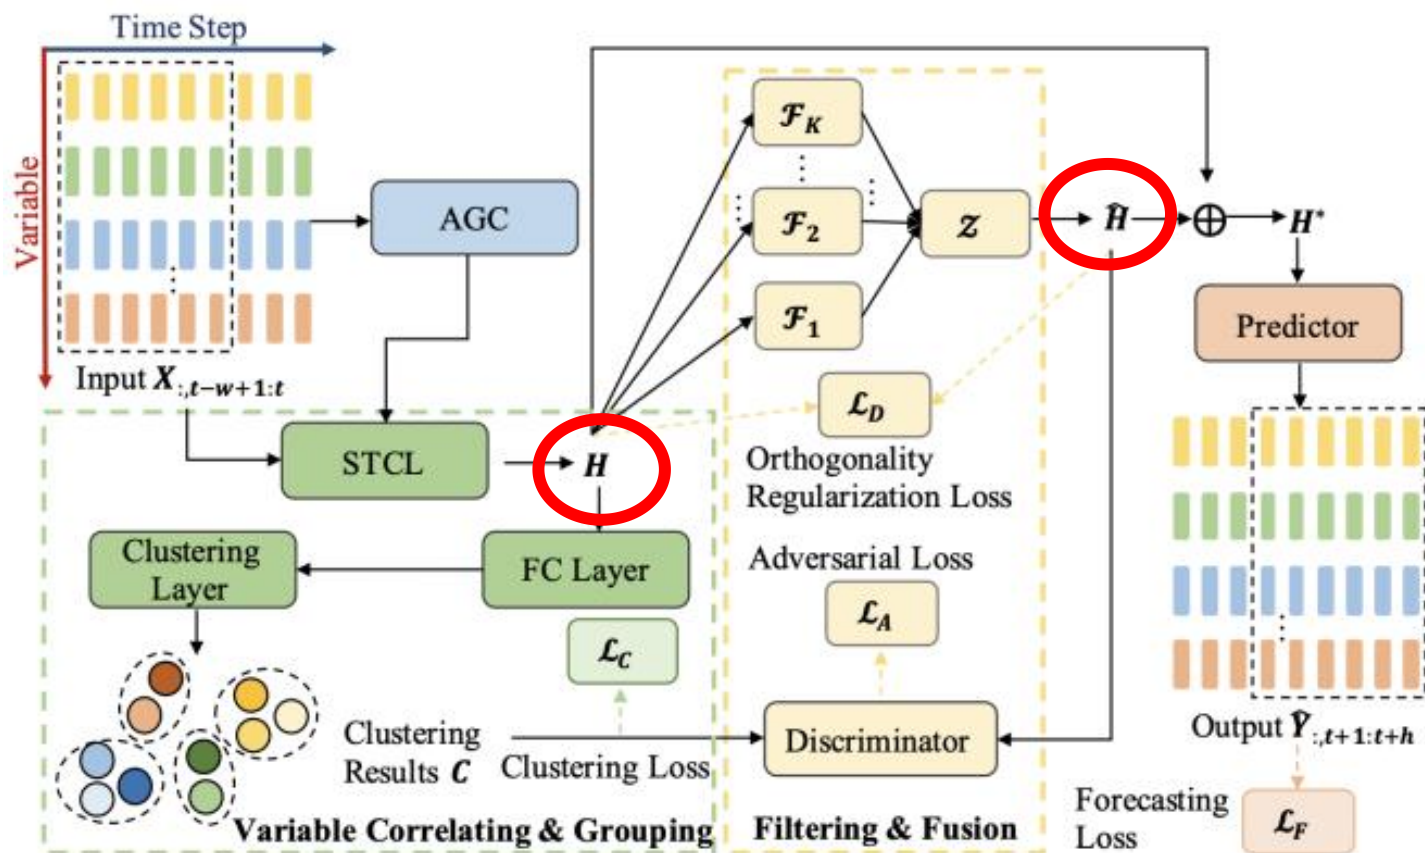 Time Step
Variable
Input X:,t−w+1:t
AGC
STCL
H
FC Layer
Clustering
Layer
ℒC
Clustering
Results C
Clustering Loss
Variable Correlating & Grouping
ℱK
ℱ2
ℱ1
Z
Ĥ
⊕
H*
ℒD
Orthogonality
Regularization Loss
Adversarial Loss
ℒA
Discriminator
Filtering & Fusion
Predictor
Output Ŷ:,t+1:t+h
Forecasting
Loss
ℒF